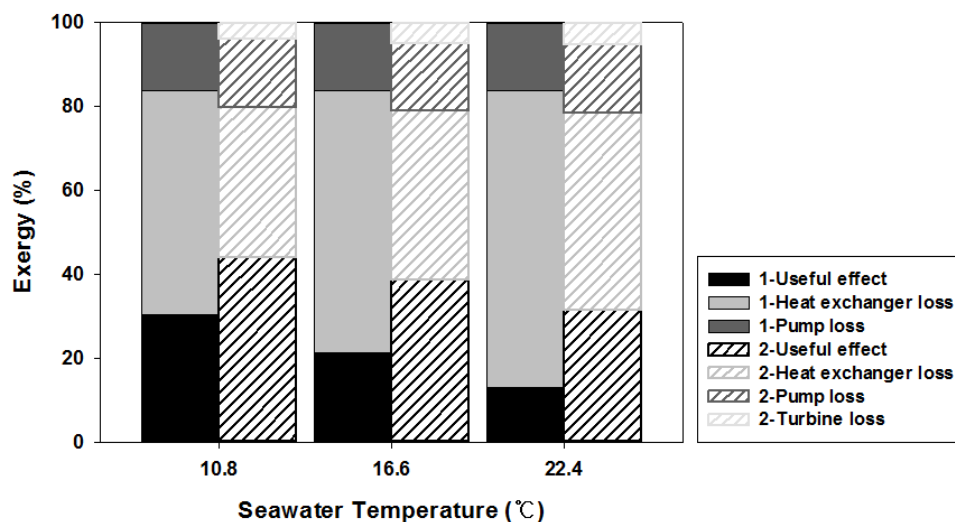 100
80
60
40
20
0
Exergy (%)
10.8
16.6
22.4
Seawater Temperature (℃)
1-Useful effect
1-Heat exchanger loss
1-Pump loss
2-Useful effect
2-Heat exchanger loss
2-Pump loss
2-Turbine loss